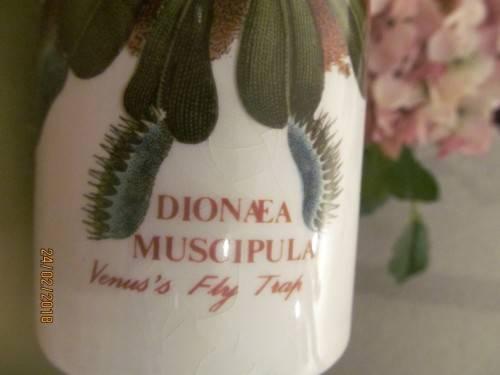 DIONÆA
MUSCIPULA
Venus's Fly Trap
24/02/2018